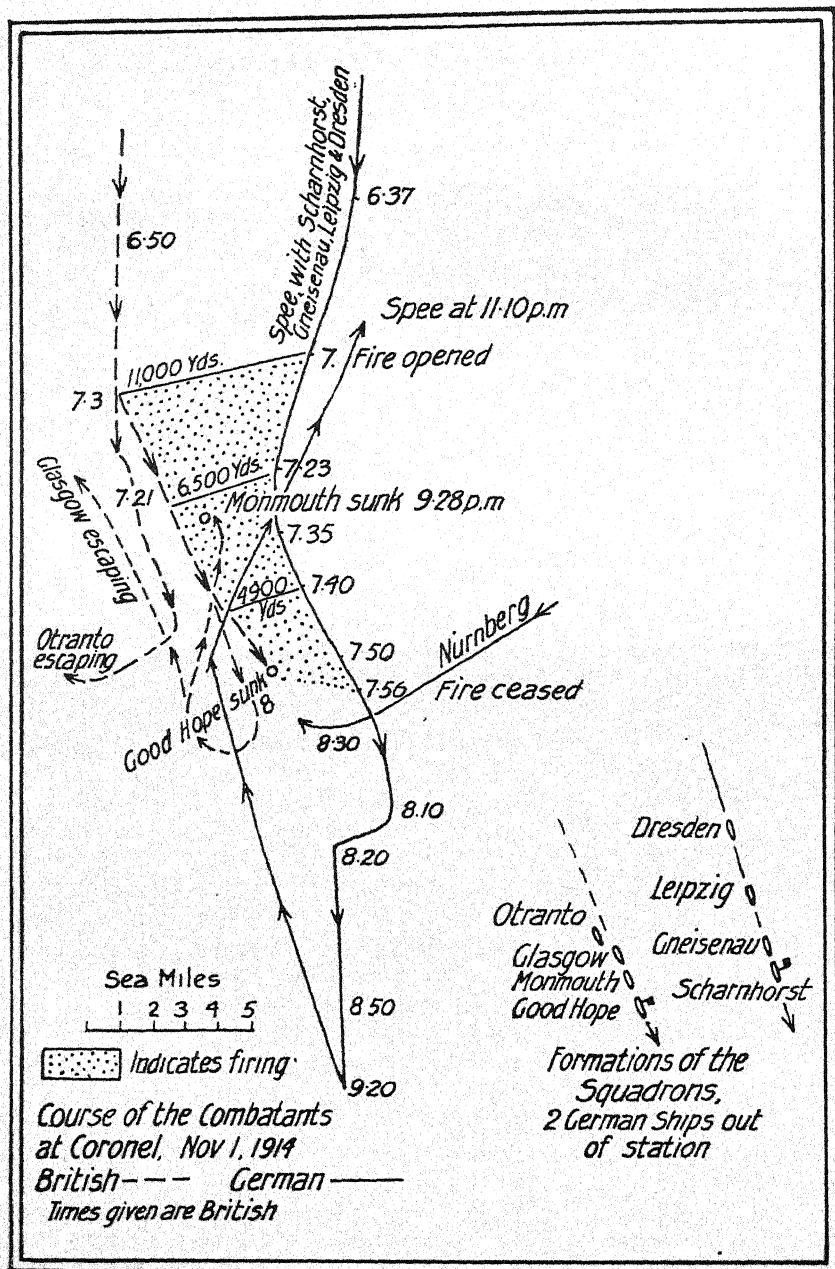 Spee with Scharnhorst,
Gneisenau, Leipzig & Dresden
6·37
6·50
Spee at 11·10 p.m
11,000 Yds.
7. Fire opened
7·3
7·23
6,500 Yds.
7·21
Monmouth sunk 9·28 p.m
Glasgow escaping
7·35
4900
Yds
7·40
Nürnberg
Otranto
escaping
7·50
7·56
Fire ceased
Good Hope sunk
8
8·30
8·10
8·20
Dresden
Leipzig
Otranto
Gneisenau
Glasgow
Monmouth
Scharnhorst
Good Hope
Sea Miles
1 2 3 4 5
8·50
9·20
Indicates firing
Formations of the
Squadrons,
2 German Ships out
of station
Course of the Combatants
at Coronel, Nov 1, 1914
British German
Times given are British